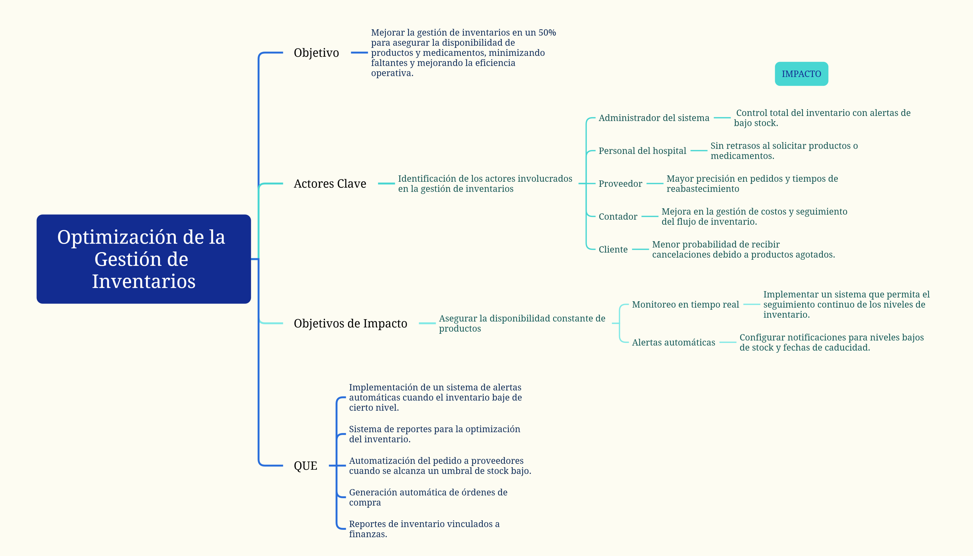 Optimización de la
Gestión de
Inventarios
Objetivo
Mejorar la gestión de inventarios en un 50%
para asegurar la disponibilidad de
productos y medicamentos, minimizando
faltantes y mejorando la eficiencia
operativa.
IMPACTO
Actores Clave
Identificación de los actores involucrados
en la gestión de inventarios
Administrador del sistema
Control total del inventario con alertas de
bajo stock.
Personal del hospital
Sin retrasos al solicitar productos o
medicamentos.
Proveedor
Mayor precisión en pedidos y tiempos de
reabastecimiento
Contador
Mejora en la gestión de costos y seguimiento
del flujo de inventario.
Cliente
Menor probabilidad de recibir
cancelaciones debido a productos agotados.
Objetivos de Impacto
Asegurar la disponibilidad constante de
productos
Monitoreo en tiempo real
Implementar un sistema que permita el
seguimiento continuo de los niveles de
inventario.
Alertas automáticas
Configurar notificaciones para niveles bajos
de stock y fechas de caducidad.
QUE
Implementación de un sistema de alertas
automáticas cuando el inventario baje de
cierto nivel.
Sistema de reportes para la optimización
del inventario.
Automatización del pedido a proveedores
cuando se alcanza un umbral de stock bajo.
Generación automática de órdenes de
compra
Reportes de inventario vinculados a
finanzas.